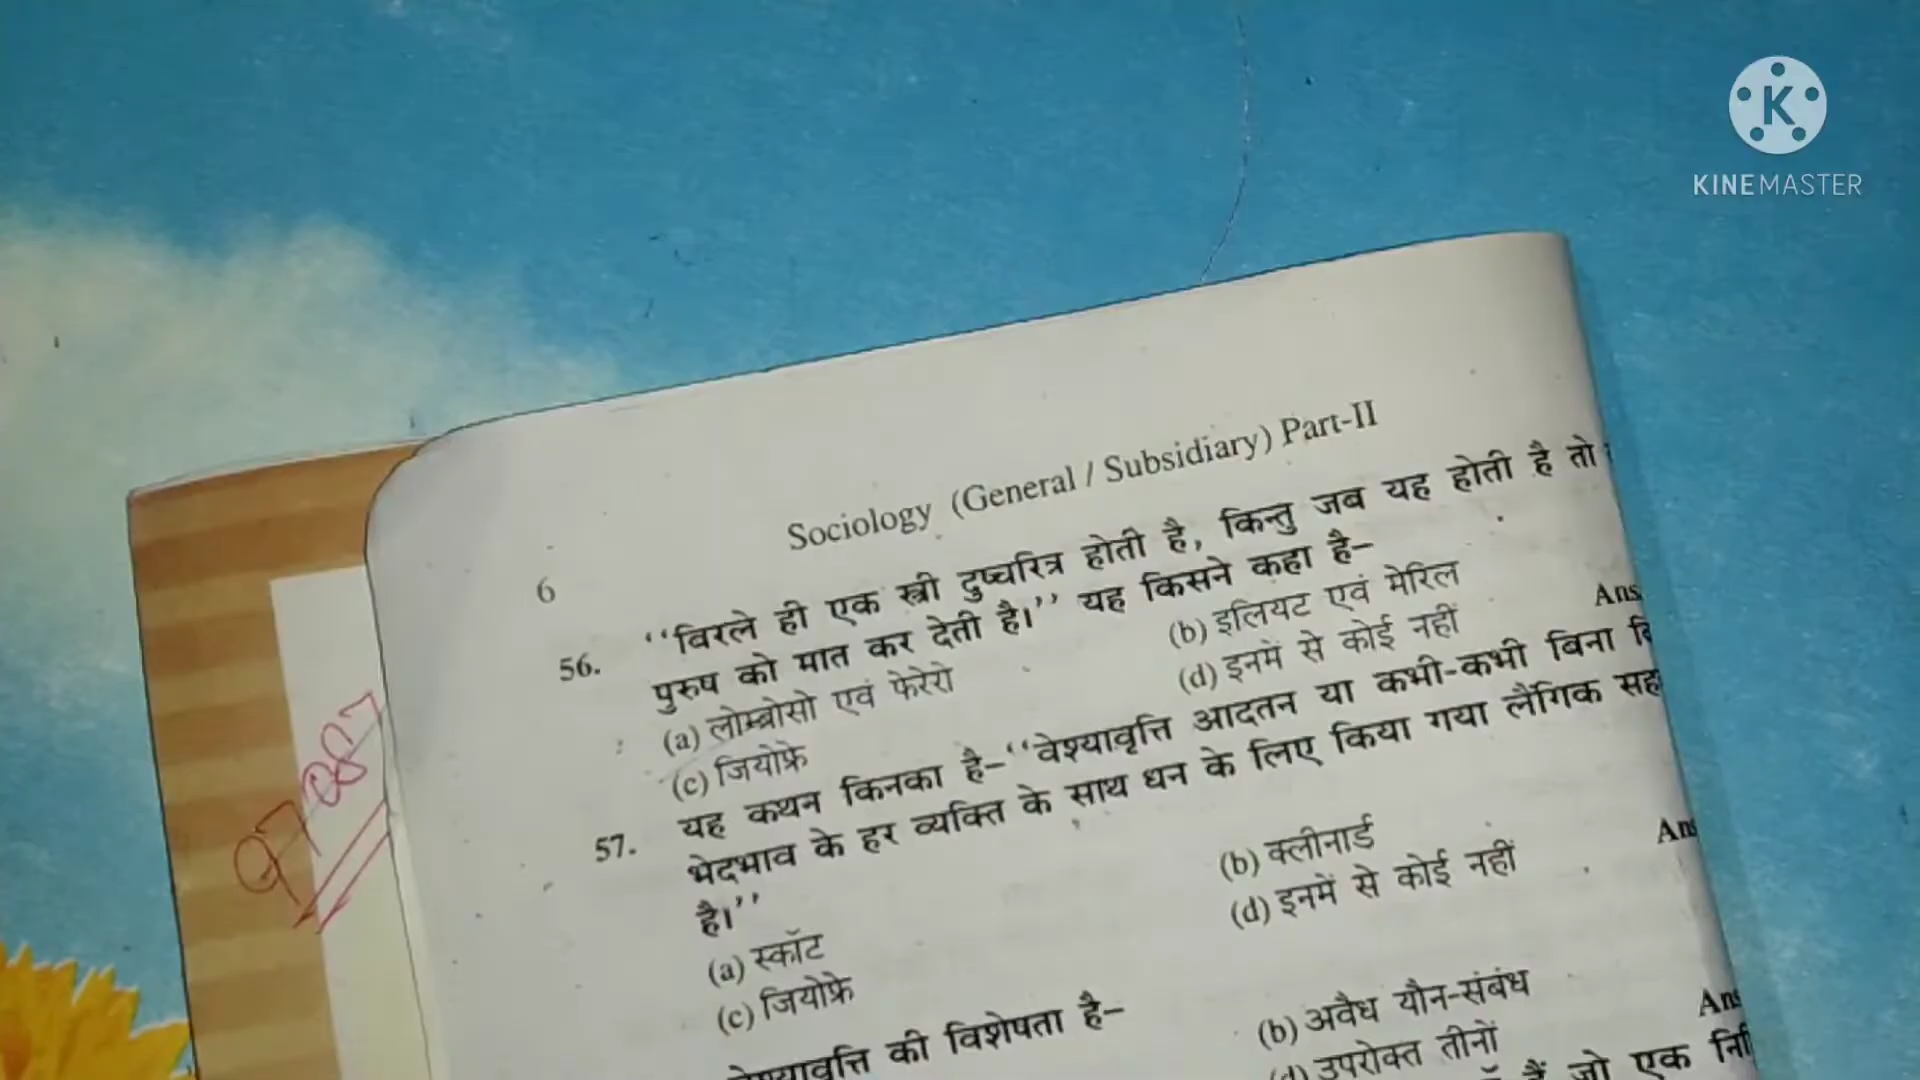 KINEMASTER
Sociology (General / Subsidiary) Part-II
6
56. ‘‘विरले ही एक स्त्री दुष्चरित्र होती है, किन्तु जब यह होती है तो
पुरुष को मात कर देती है।’’ यह किसने कहा है–
(a) लोम्ब्रोसो एवं फेरेरो (b) इलियट एवं मेरिल
(c) जियोफ्रे (d) इनमें से कोई नहीं Ans
57. यह कथन किनका है–‘‘वेश्यावृत्ति आदतन या कभी-कभी बिना
भेदभाव के हर व्यक्ति के साथ धन के लिए किया गया लैंगिक सह
है।’’
(a) स्कॉट (b) क्लीनार्ड
(c) जियोफ्रे (d) इनमें से कोई नहीं Ans
वेश्यावृत्ति की विशेषता है–
(b) अवैध यौन-संबंध
(d) उपरोक्त तीनों Ans
जो एक